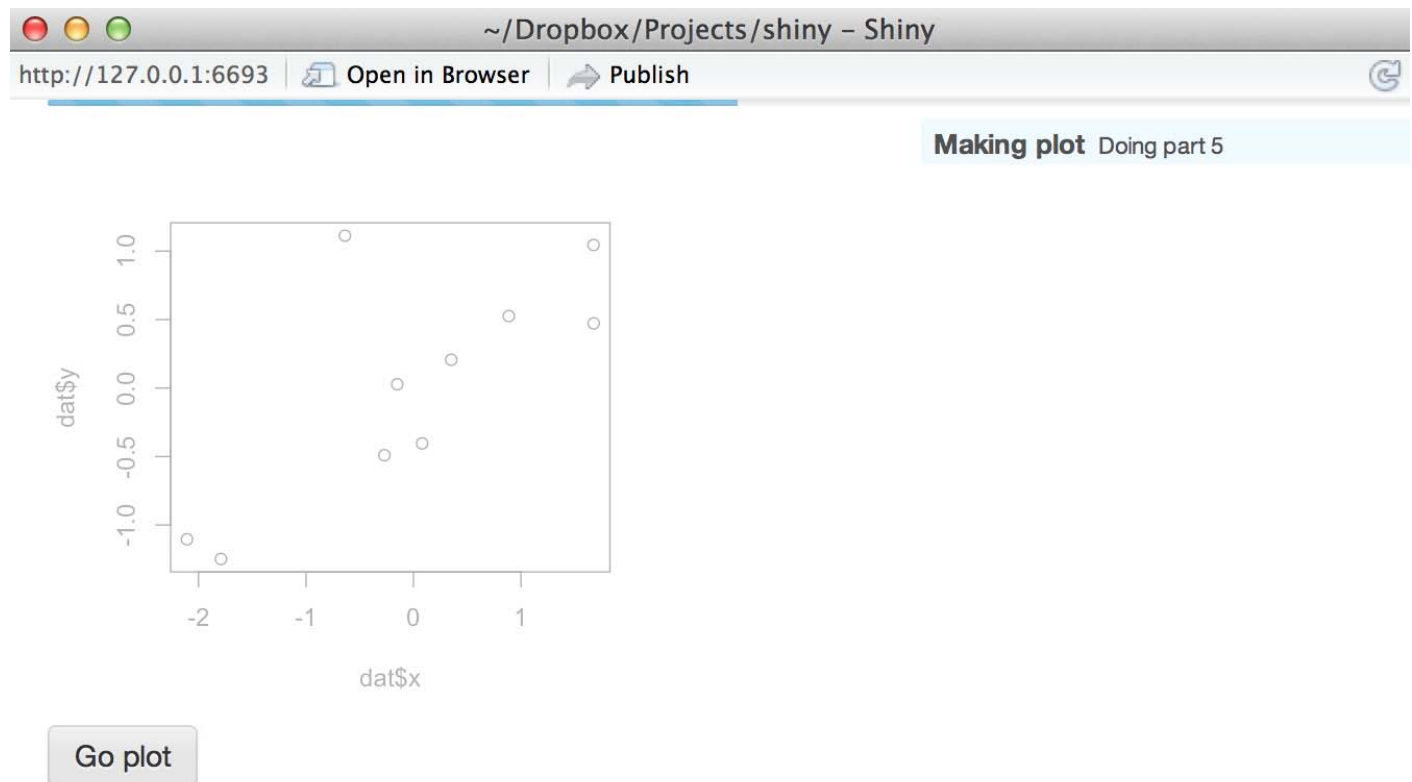 ~/Dropbox/Projects/shiny – Shiny
http://127.0.0.1:6693 Open in Browser Publish
Making plot Doing part 5
1.0
0.5
0.0
-0.5
-1.0
dat$y
-2 -1 0 1
dat$x
Go plot